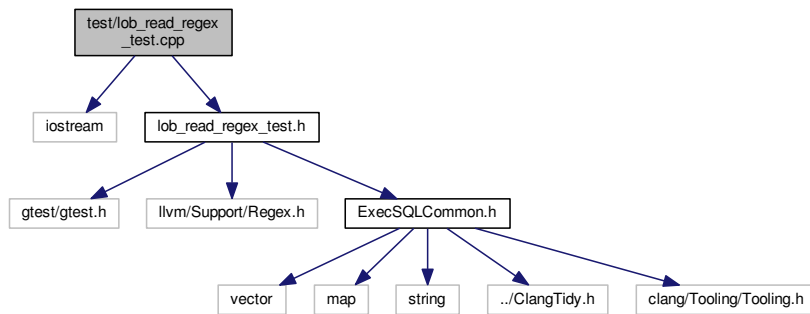 test/lob_read_regex
_test.cpp
iostream
lob_read_regex_test.h
gtest/gtest.h
llvm/Support/Regex.h
ExecSQLCommon.h
vector
map
string
../ClangTidy.h
clang/Tooling/Tooling.h